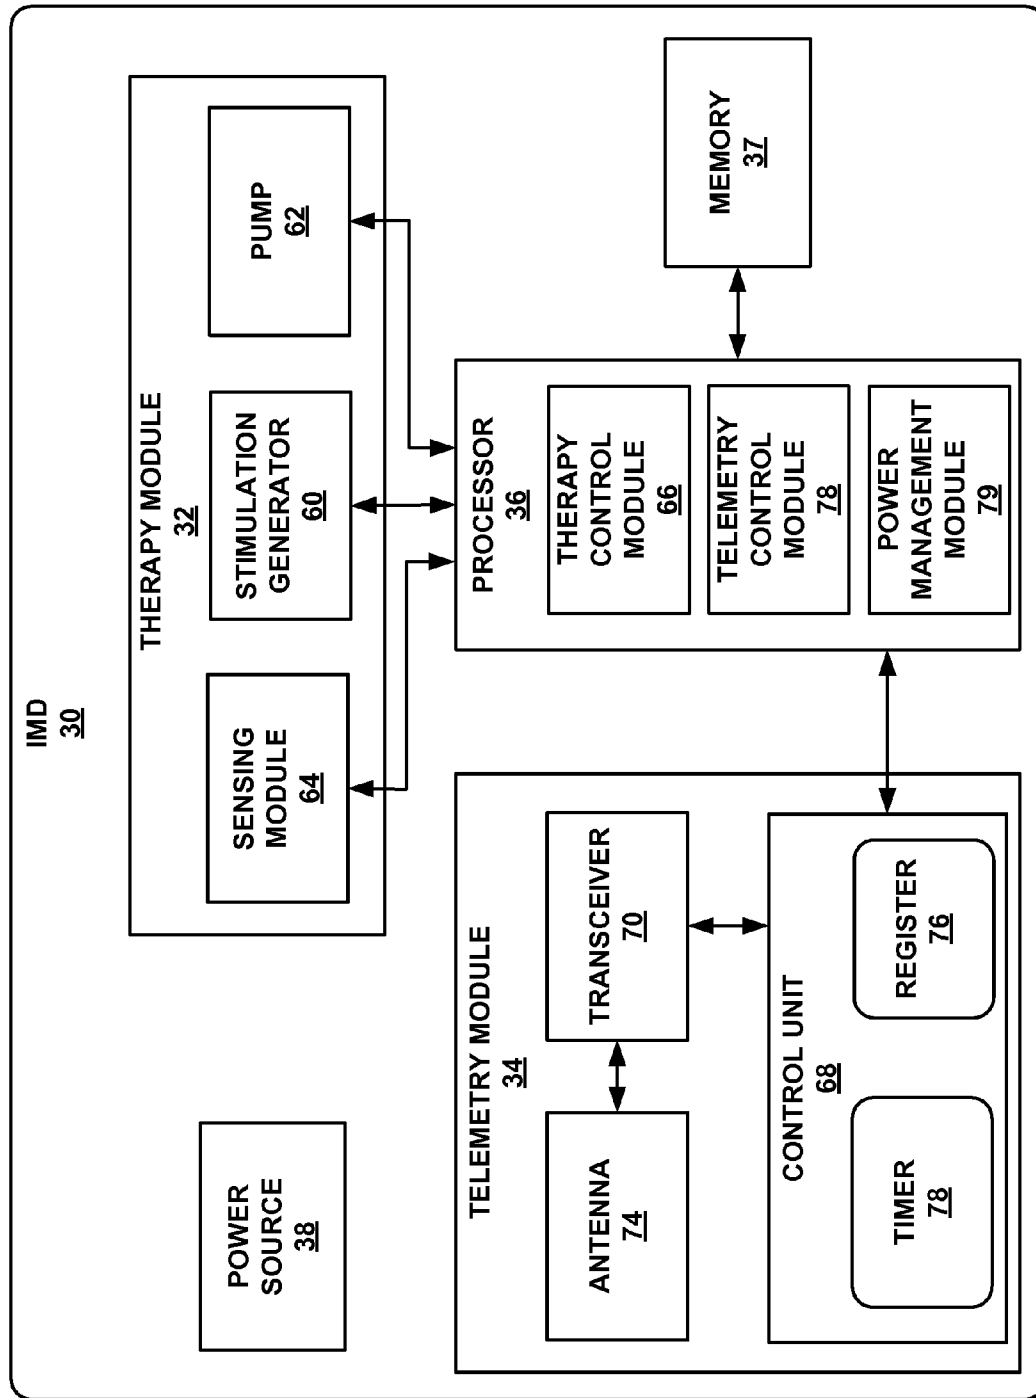 IMD
30
POWER
SOURCE
38
THERAPY MODULE
32
SENSING
MODULE
64
STIMULATION
GENERATOR
60
PUMP
62
TELEMETRY MODULE
34
ANTENNA
74
TRANSCEIVER
70
CONTROL UNIT
68
TIMER
78
REGISTER
76
PROCESSOR
36
THERAPY
CONTROL
MODULE
66
TELEMETRY
CONTROL
MODULE
78
POWER
MANAGEMENT
MODULE
79
MEMORY
37